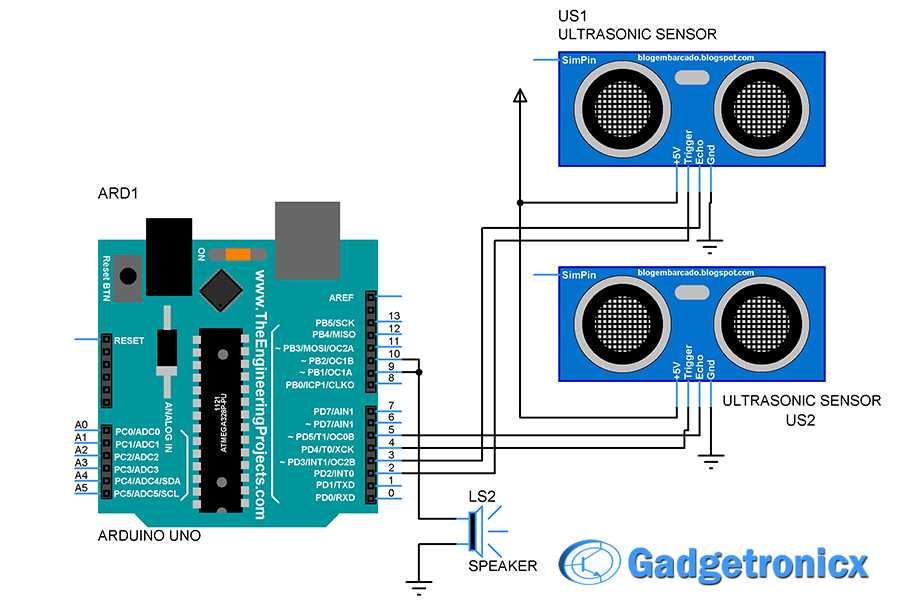 US1
ULTRASONIC SENSOR
SimPin
blogembarcado.blogspot.com
+5V
Trigger
Echo
Gnd
ARD1
Reset BTN
ON
www.TheEngineeringProjects.com
AREF
RESET
PB5/SCK
13
PB4/MISO
12
~ PB3/MOSI/OC2A
11
~ PB2/OC1B
10
~ PB1/OC1A
9
PB0/ICP1/CLKO
8
1121
ATMEGA328P-PU
ANALOG IN
PD7/AIN1
7
~ PD7/AIN1
6
~ PD5/T1/OC0B
5
PD4/T0/XCK
4
~ PD3/INT1/OC2B
3
PD2/INT0
2
PD1/TXD
1
PD0/RXD
0
A0
PC0/ADC0
A1
PC1/ADC1
A2
PC2/ADC2
A3
PC3/ADC3
A4
PC4/ADC4/SDA
A5
PC5/ADC5/SCL
ARDUINO UNO
SimPin
blogembarcado.blogspot.com
+5V
Trigger
Echo
Gnd
ULTRASONIC SENSOR
US2
LS2
SPEAKER
Gadgetronicx